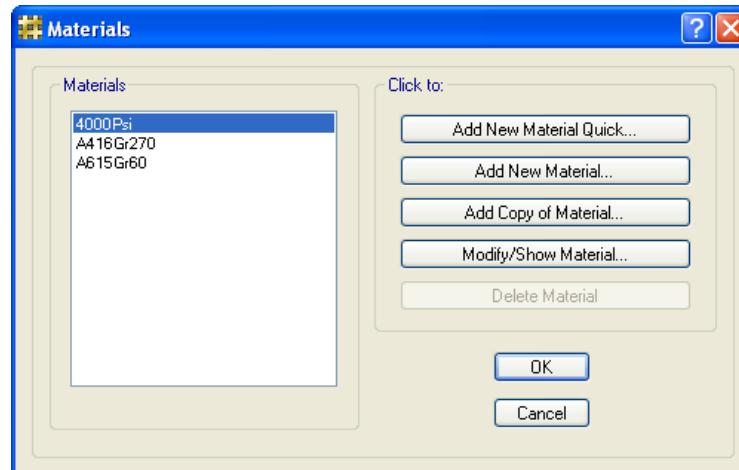 Materials
Materials
4000Psi
A416Gr270
A615Gr60
Click to:
Add New Material Quick...
Add New Material...
Add Copy of Material...
Modify/Show Material...
Delete Material
OK
Cancel